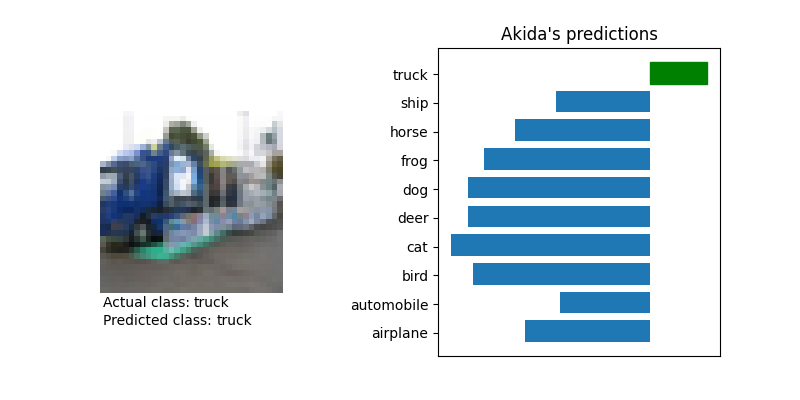 Akida's predictions
truck
ship
horse
frog
dog
deer
cat
bird
automobile
airplane
Actual class: truck
Predicted class: truck